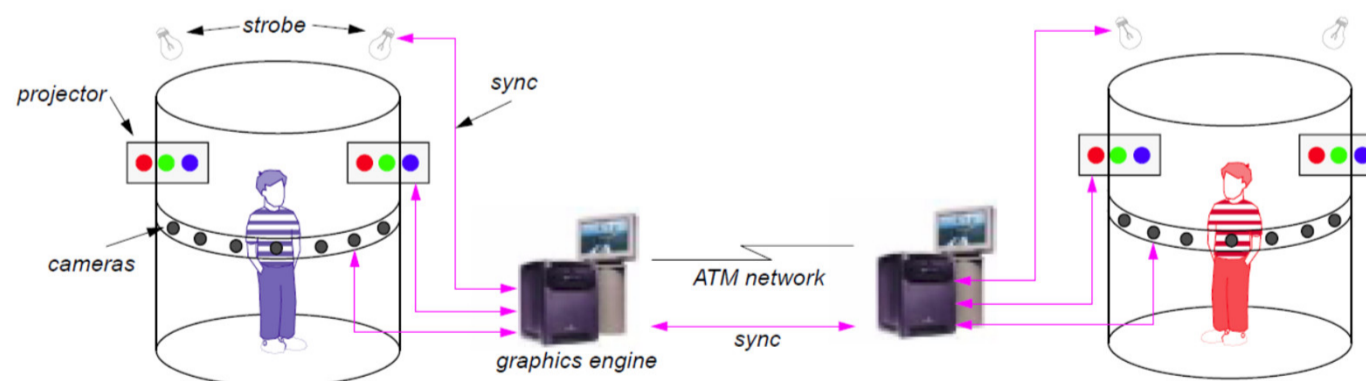 strobe
projector
sync
cameras
ATM network
graphics engine
sync